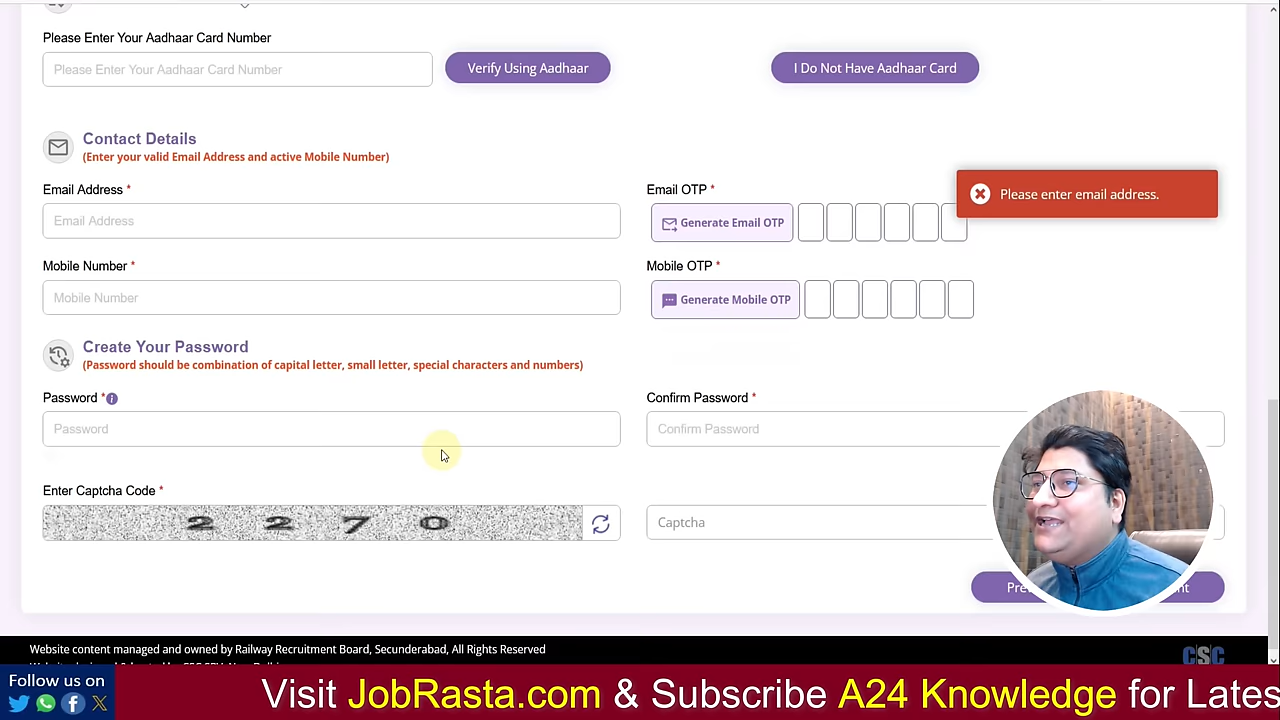 Please Enter Your Aadhaar Card Number
Please Enter Your Aadhaar Card Number
Verify Using Aadhaar
I Do Not Have Aadhaar Card
Contact Details
(Enter your valid Email Address and active Mobile Number)
Email Address *
Email OTP *
Please enter email address.
Email Address
Generate Email OTP
Mobile Number *
Mobile OTP *
Mobile Number
Generate Mobile OTP
Create Your Password
(Password should be combination of capital letter, small letter, special characters and numbers)
Password * i
Confirm Password *
Password
Confirm Password
Enter Captcha Code *
2 2 7 0
Captcha
Website content managed and owned by Railway Recruitment Board, Secunderabad, All Rights Reserved
CSC
Follow us on
Visit JobRasta.com & Subscribe A24 Knowledge for Lates